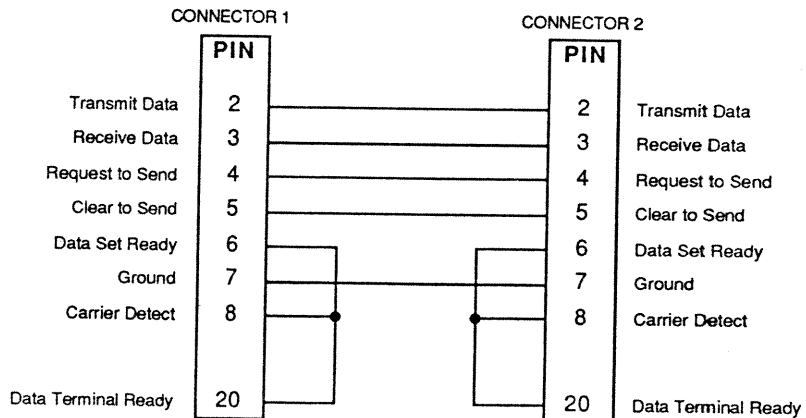 CONNECTOR 1
CONNECTOR 2
PIN
PIN
Transmit Data 2
2 Transmit Data
Receive Data 3
3 Receive Data
Request to Send 4
4 Request to Send
Clear to Send 5
5 Clear to Send
Data Set Ready 6
6 Data Set Ready
Ground 7
7 Ground
Carrier Detect 8
8 Carrier Detect
Data Terminal Ready 20
20 Data Terminal Ready